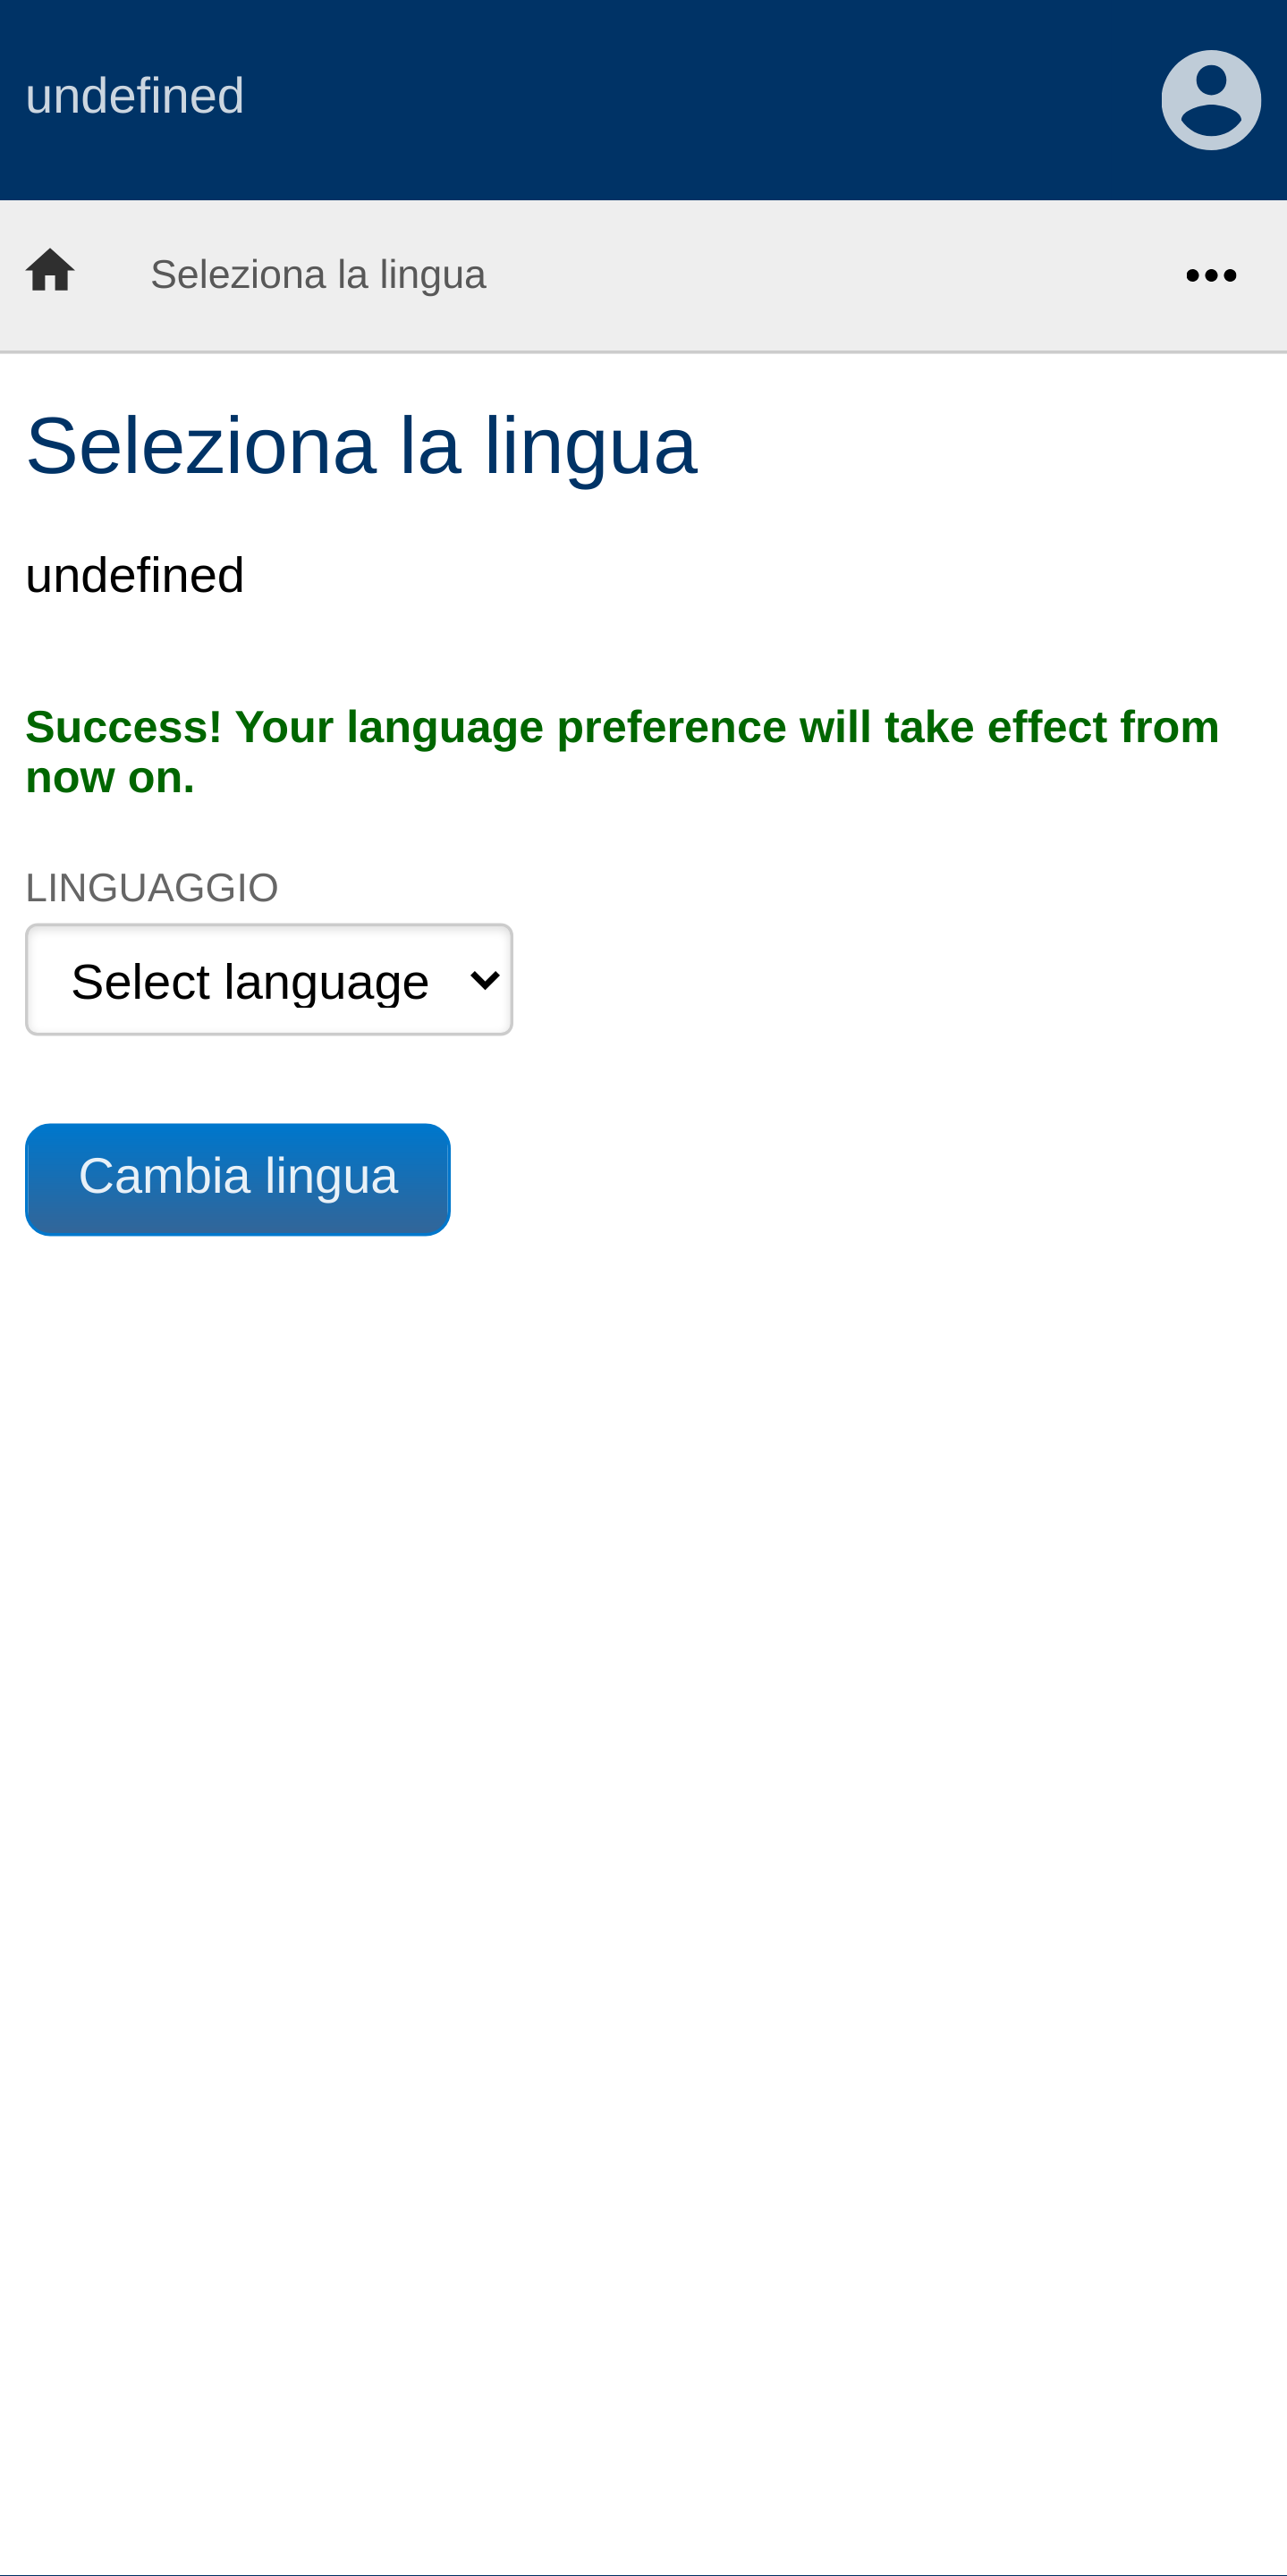 undefined
Seleziona la lingua
Seleziona la lingua
undefined
Success! Your language preference will take effect from
now on.
LINGUAGGIO
Select language
Cambia lingua